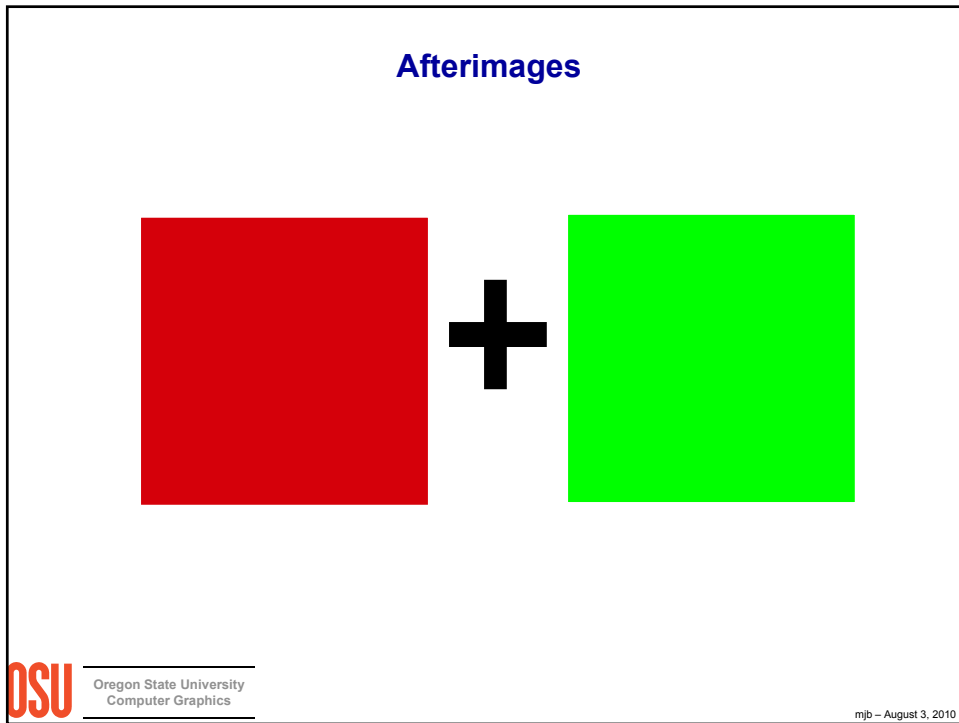 Afterimages
OSU
Oregon State University
Computer Graphics
mjb – August 3, 2010